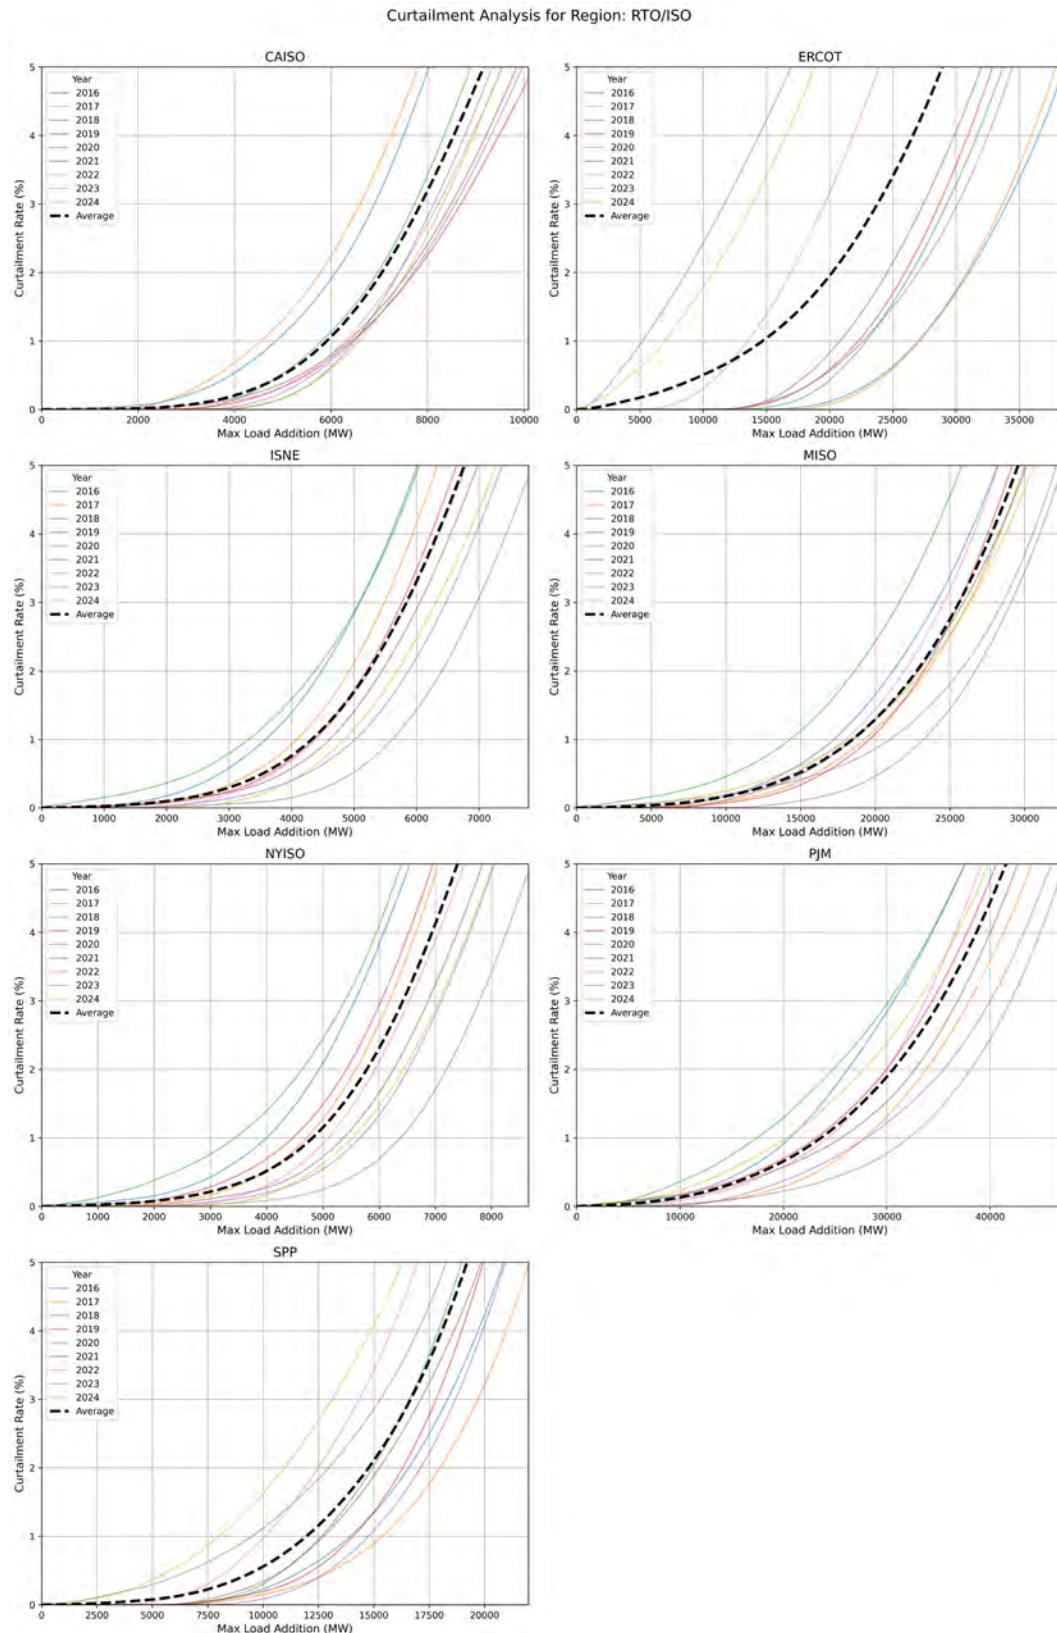 Curtailment Analysis for Region: RTO/ISO
CAISO
Year
2016
2017
2018
2019
2020
2021
2022
2023
2024
Average
Curtailment Rate (%)
0
1
2
3
4
5
0 2000 4000 6000 8000 10000
Max Load Addition (MW)
ERCOT
Year
2016
2017
2018
2019
2020
2021
2022
2023
2024
Average
Curtailment Rate (%)
0
1
2
3
4
5
0 5000 10000 15000 20000 25000 30000 35000
Max Load Addition (MW)
ISNE
Year
2016
2017
2018
2019
2020
2021
2022
2023
2024
Average
Curtailment Rate (%)
0
1
2
3
4
5
0 1000 2000 3000 4000 5000 6000 7000
Max Load Addition (MW)
MISO
Year
2016
2017
2018
2019
2020
2021
2022
2023
2024
Average
Curtailment Rate (%)
0
1
2
3
4
5
0 5000 10000 15000 20000 25000 30000
Max Load Addition (MW)
NYISO
Year
2016
2017
2018
2019
2020
2021
2022
2023
2024
Average
Curtailment Rate (%)
0
1
2
3
4
5
0 1000 2000 3000 4000 5000 6000 7000 8000
Max Load Addition (MW)
PJM
Year
2016
2017
2018
2019
2020
2021
2022
2023
2024
Average
Curtailment Rate (%)
0
1
2
3
4
5
0 10000 20000 30000 40000
Max Load Addition (MW)
SPP
Year
2016
2017
2018
2019
2020
2021
2022
2023
2024
Average
Curtailment Rate (%)
0
1
2
3
4
5
0 2500 5000 7500 10000 12500 15000 17500 20000
Max Load Addition (MW)